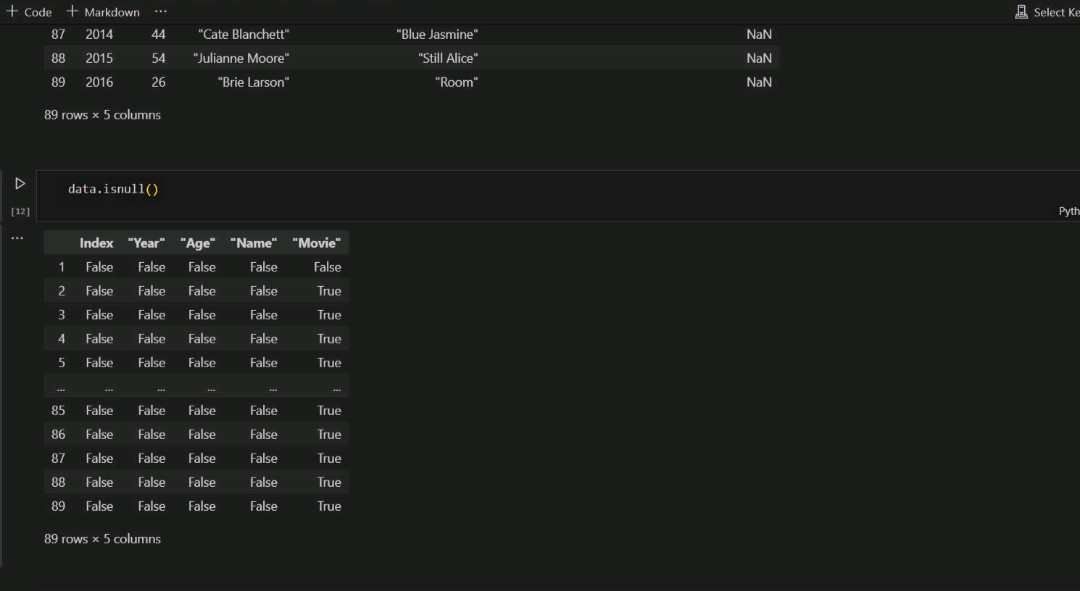 + Code + Markdown ...
Select Ke
87 2014 44 "Cate Blanchett" "Blue Jasmine" NaN
88 2015 54 "Julianne Moore" "Still Alice" NaN
89 2016 26 "Brie Larson" "Room" NaN
89 rows × 5 columns
data.isnull()
[12]
Pyth
...
Index "Year" "Age" "Name" "Movie"
1 False False False False False
2 False False False False True
3 False False False False True
4 False False False False True
5 False False False False True
... ... ... ... ... ...
85 False False False False True
86 False False False False True
87 False False False False True
88 False False False False True
89 False False False False True
89 rows × 5 columns